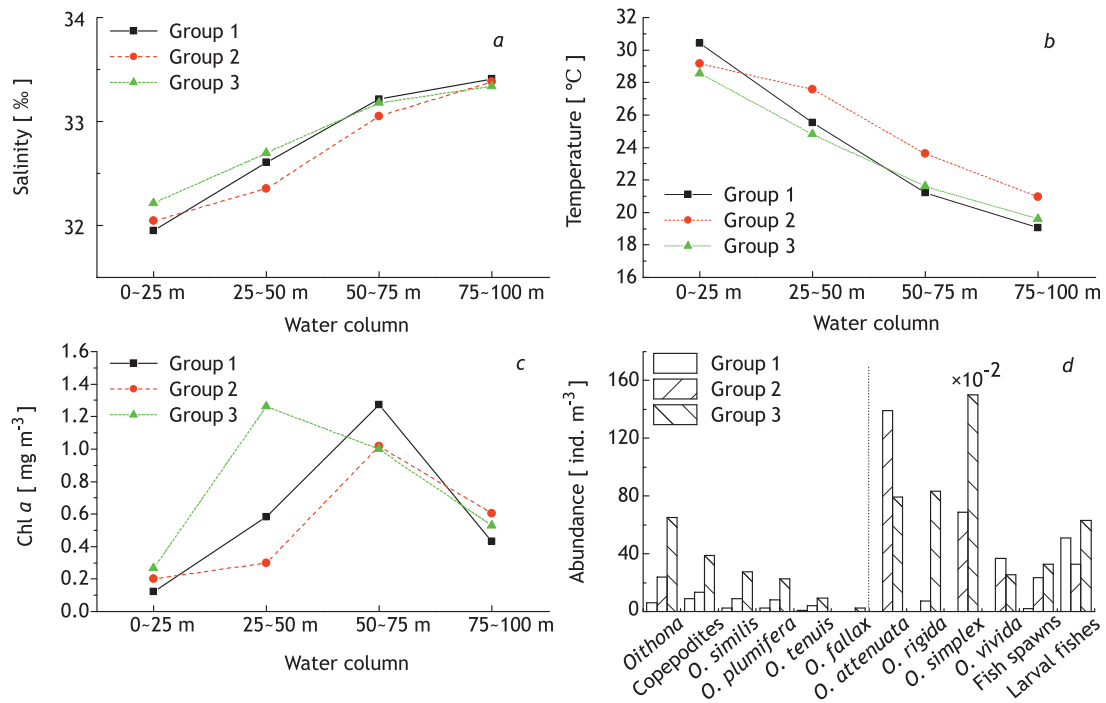 34
33
32
Salinity [ ‰ ]
Group 1
Group 2
Group 3
a
0~25 m
25~50 m
50~75 m
75~100 m
Water column
32
30
28
26
24
22
20
18
16
Temperature [ °C ]
b
Group 1
Group 2
Group 3
0~25 m
25~50 m
50~75 m
75~100 m
Water column
1.6
1.4
1.2
1.0
0.8
0.6
0.4
0.2
0.0
Chl a [ mg m⁻³ ]
Group 1
Group 2
Group 3
c
0~25 m
25~50 m
50~75 m
75~100 m
Water column
160
120
80
40
0
Abundance [ ind. m⁻³ ]
Group 1
Group 2
Group 3
×10⁻²
d
Oithona
Copepodites
O. similis
O. plumifera
O. tenuis
O. fallax
O. attenuata
O. rigida
O. simplex
O. vivida
Fish spawns
Larval fishes